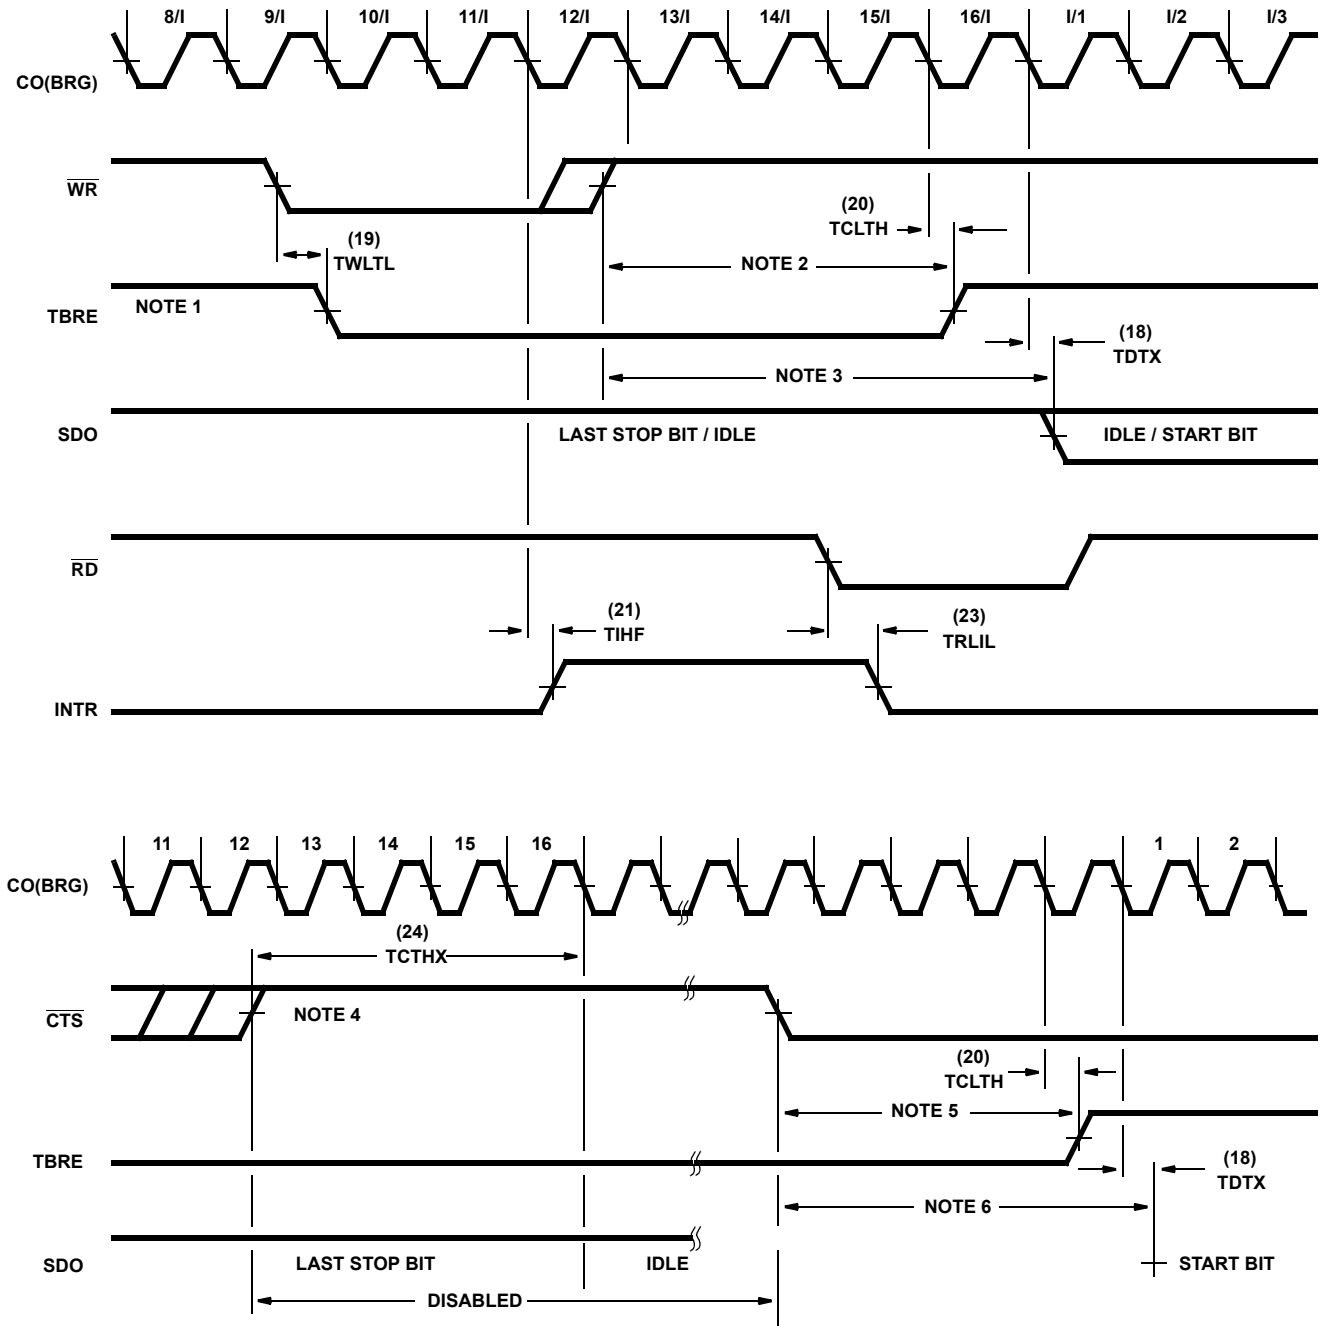 8/I 9/I 10/I 11/I 12/I 13/I 14/I 15/I 16/I I/1 I/2 I/3
CO(BRG)
WR
(19)
TWLTL
(20)
TCLTH
NOTE 2
TBRE
NOTE 1
(18)
TDTX
NOTE 3
SDO
LAST STOP BIT / IDLE
IDLE / START BIT
RD
(21)
TIHF
(23)
TRLIL
INTR
11 12 13 14 15 16 1 2
CO(BRG)
(24)
TCTHX
CTS
NOTE 4
(20)
TCLTH
NOTE 5
TBRE
(18)
TDTX
NOTE 6
SDO
LAST STOP BIT
IDLE
START BIT
DISABLED